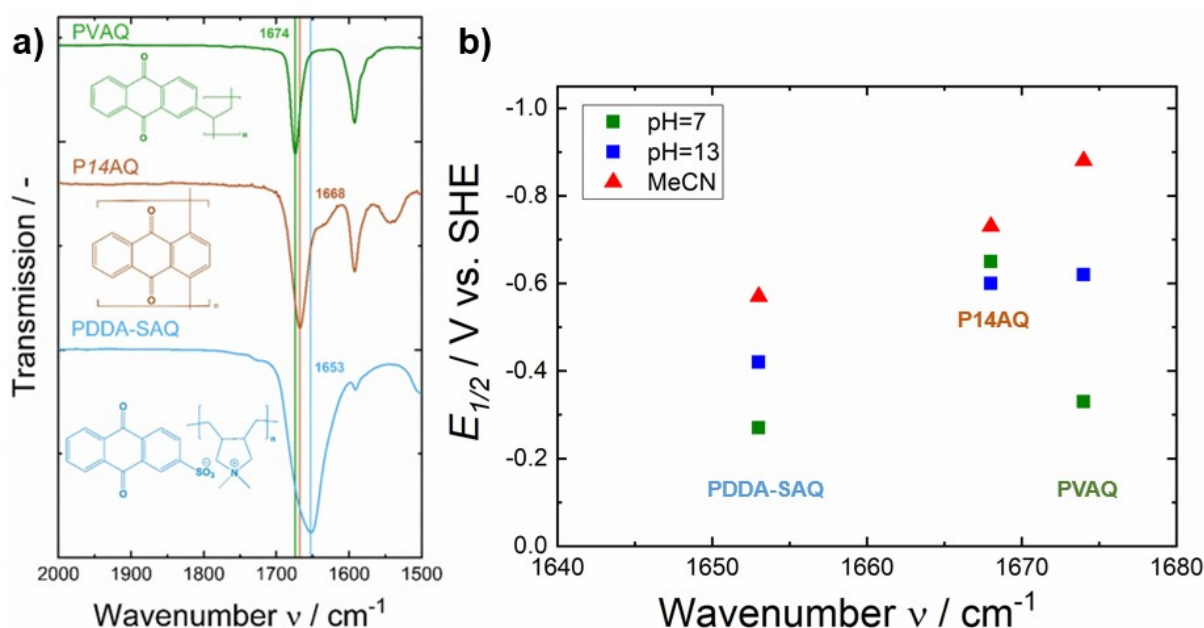 a)
PVAQ
1674
O
O
n
P14AQ
1668
O
O
n
PDDA-SAQ
1653
O
O
SO3
⊖
N
⊕
n
2000 1900 1800 1700 1600 1500
Wavenumber ν / cm-1
Transmission / -
b)
pH=7
pH=13
MeCN
-1.0
-0.8
-0.6
-0.4
-0.2
0.0
P14AQ
PDDA-SAQ
PVAQ
1640 1650 1660 1670 1680
Wavenumber ν / cm-1
E1/2 / V vs. SHE